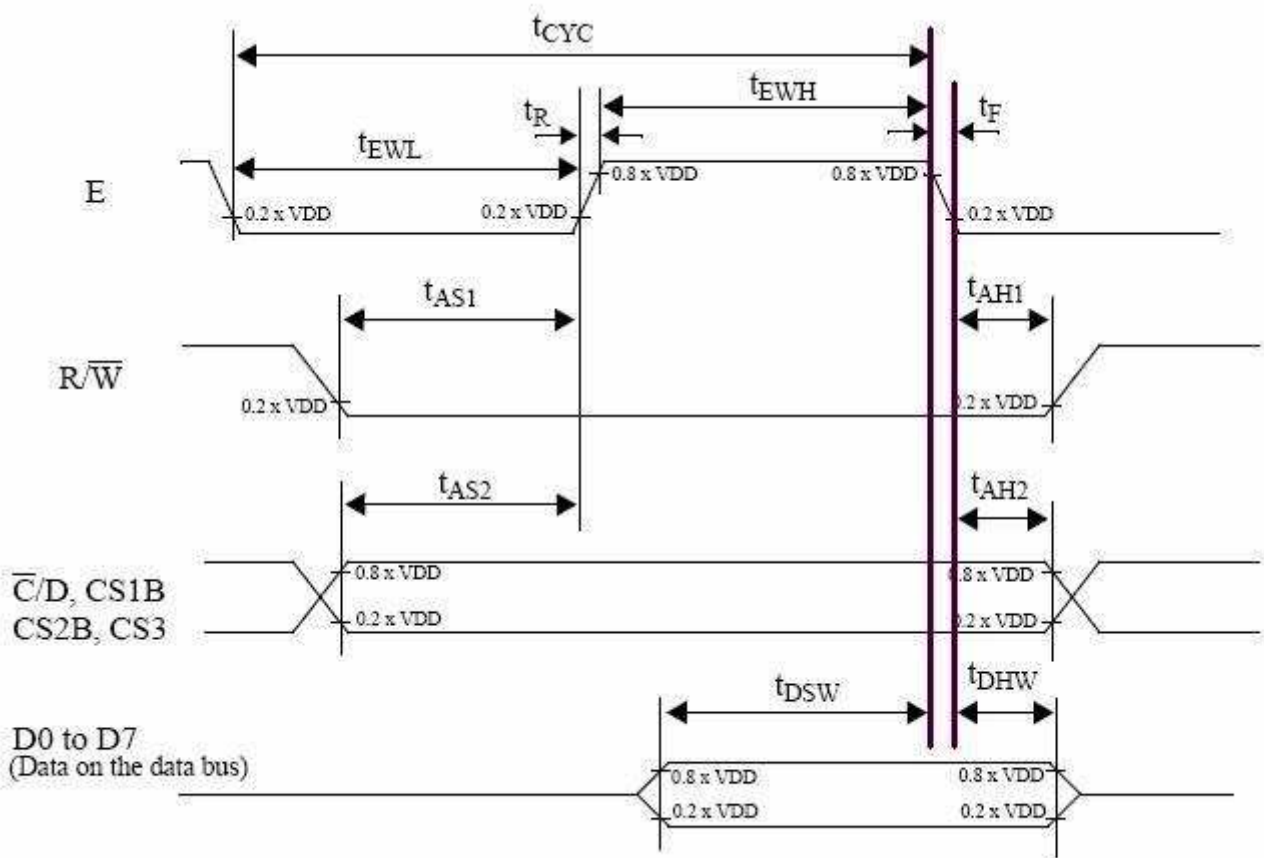 tCYC
tEWH
tR
tF
tEWL
E
0.8 x VDD
0.8 x VDD
0.2 x VDD
0.2 x VDD
0.2 x VDD
tAS1
tAH1
R/W̅
0.2 x VDD
0.2 x VDD
tAS2
tAH2
C̅/D, CS1B
CS2B, CS3
0.8 x VDD
0.8 x VDD
0.2 x VDD
0.2 x VDD
tDSW
tDHW
D0 to D7
(Data on the data bus)
0.8 x VDD
0.8 x VDD
0.2 x VDD
0.2 x VDD